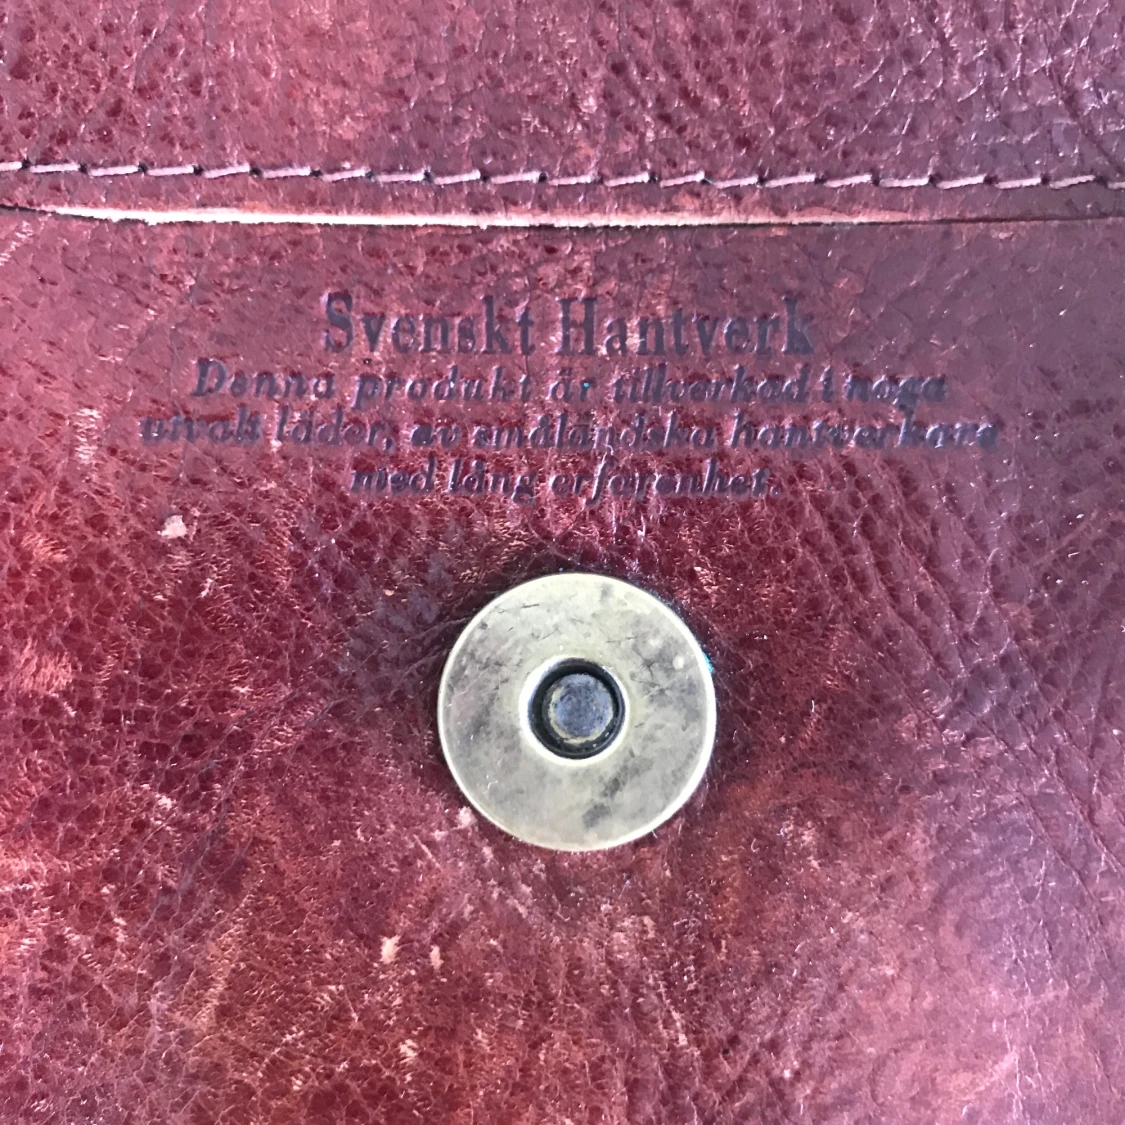 Svenskt Hantverk
Denna produkt är tillverkad i noga
utvalt läder, av småländska hantverkare
med lång erfarenhet.